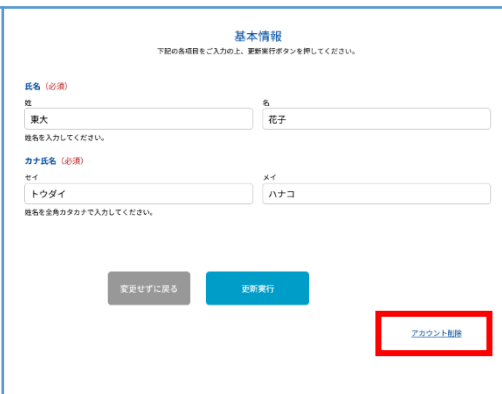 基本情報
下記の各項目をご入力の上、更新実行ボタンを押してください。
氏名（必須）
姓 名
東大 花子
姓名を入力してください。
カナ氏名（必須）
セイ メイ
トウダイ ハナコ
姓名を全角カタカナで入力してください。
変更せずに戻る 更新実行
アカウント削除